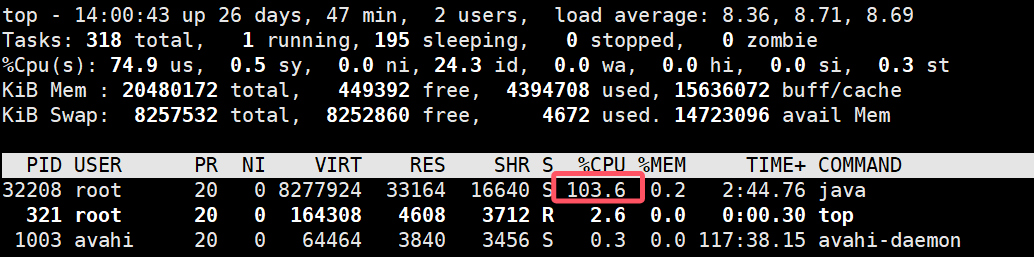 top - 14:00:43 up 26 days, 47 min,  2 users,  load average: 8.36, 8.71, 8.69
Tasks: 318 total,   1 running, 195 sleeping,   0 stopped,   0 zombie
%Cpu(s): 74.9 us,  0.5 sy,  0.0 ni, 24.3 id,  0.0 wa,  0.0 hi,  0.0 si,  0.3 st
KiB Mem : 20480172 total,   449392 free,  4394708 used, 15636072 buff/cache
KiB Swap:  8257532 total,  8252860 free,     4672 used. 14723096 avail Mem
  PID USER      PR  NI    VIRT    RES    SHR S  %CPU %MEM     TIME+ COMMAND
32208 root      20   0 8277924  33164  16640 S 103.6  0.2   2:44.76 java
  321 root      20   0  164308   4608   3712 R   2.6  0.0   0:00.30 top
 1003 avahi     20   0   64464   3840   3456 S   0.3  0.0 117:38.15 avahi-daemon